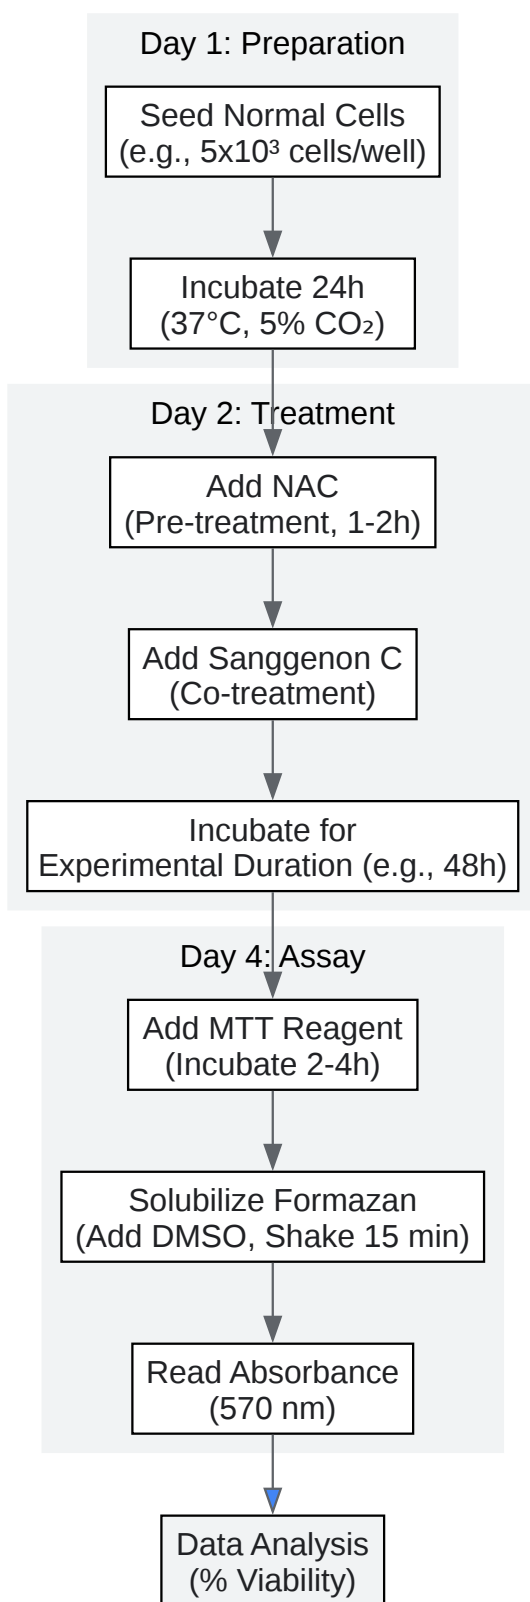 Day 1: Preparation
Seed Normal Cells
(e.g., 5x10³ cells/well)
Incubate 24h
(37°C, 5% CO₂)
Day 2: Treatment
Add NAC
(Pre-treatment, 1-2h)
Add Sanggenon C
(Co-treatment)
Incubate for
Experimental Duration (e.g., 48h)
Day 4: Assay
Add MTT Reagent
(Incubate 2-4h)
Solubilize Formazan
(Add DMSO, Shake 15 min)
Read Absorbance
(570 nm)
Data Analysis
(% Viability)